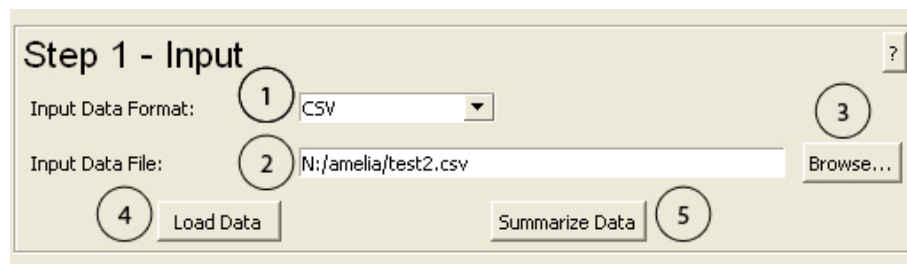 Step 1 - Input
?
Input Data Format: 1 CSV
3
Input Data File: 2 N:/amelia/test2.csv Browse...
4 Load Data Summarize Data 5